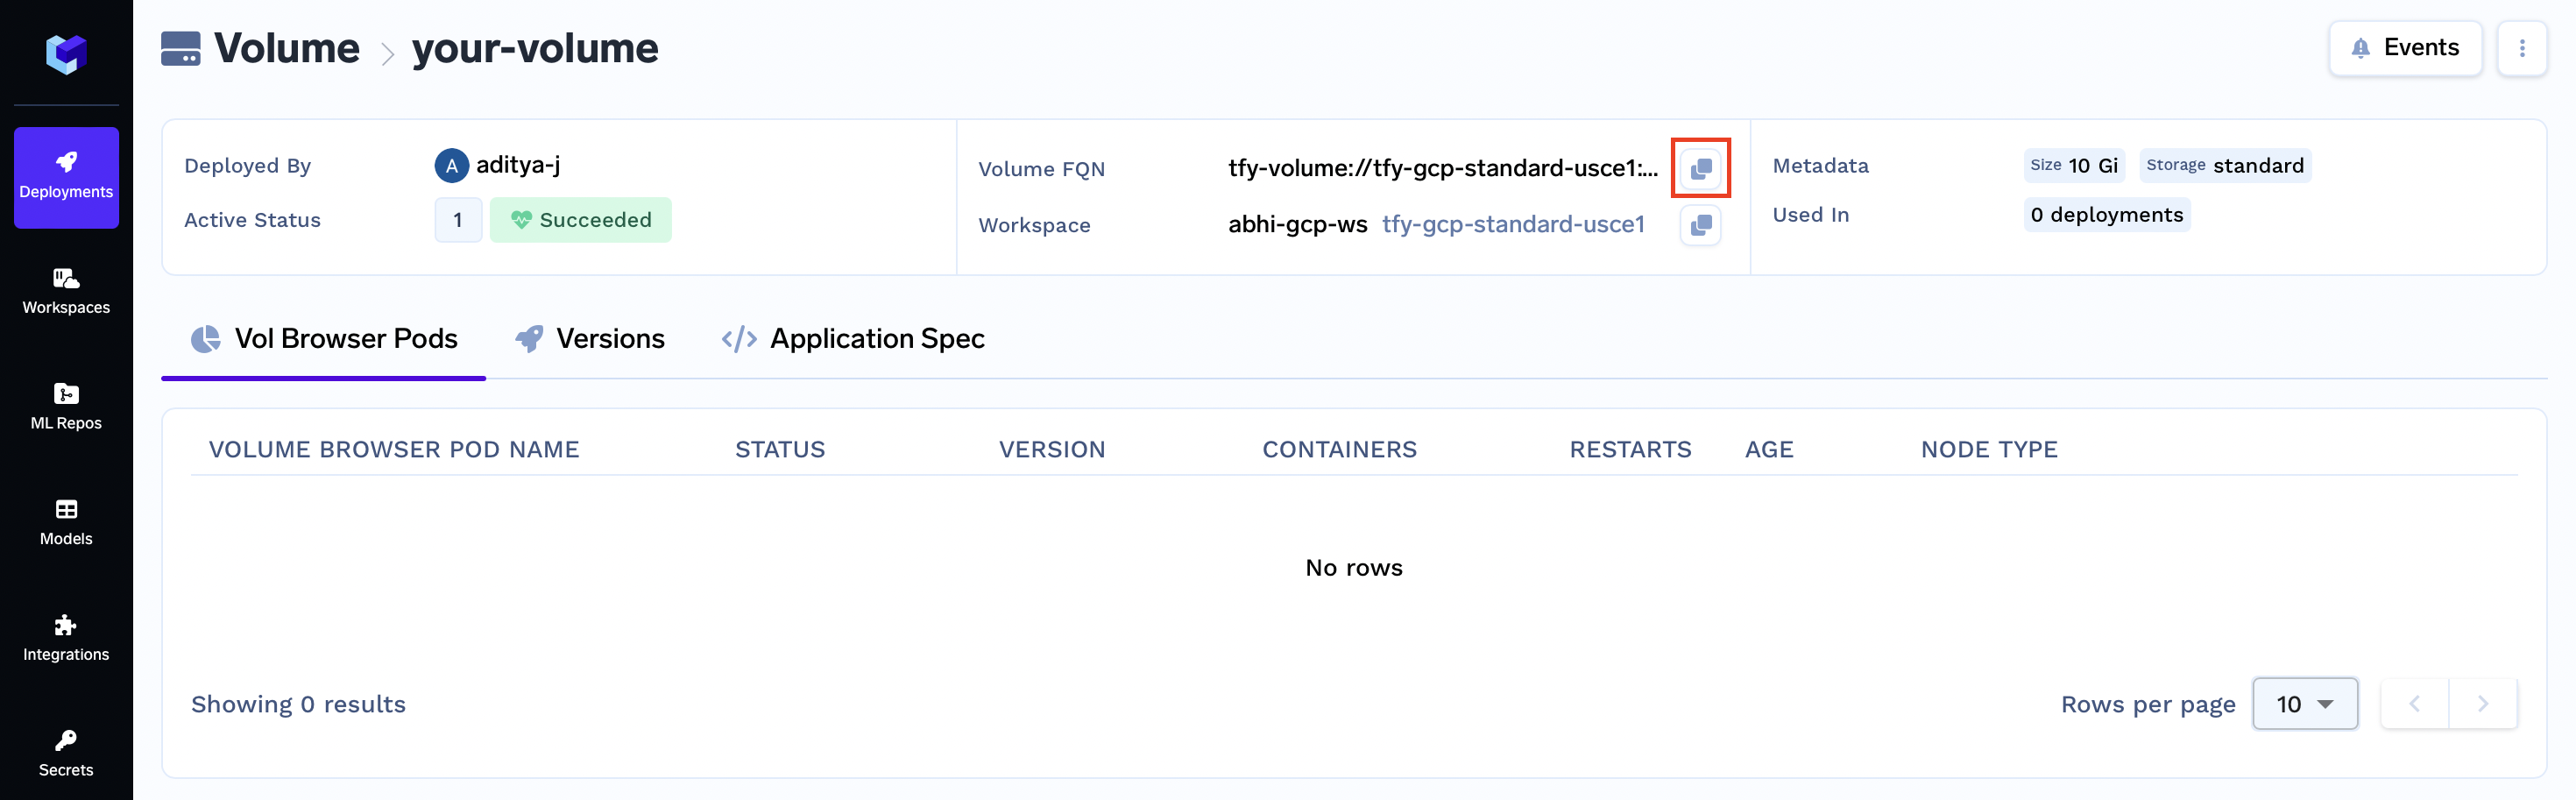 Volume > your-volume
Events
Deployed By A aditya-j
Active Status 1 Succeeded
Volume FQN tfy-volume://tfy-gcp-standard-usce1:...
Workspace abhi-gcp-ws tfy-gcp-standard-usce1
Metadata Size 10 Gi Storage standard
Used In 0 deployments
Deployments
Workspaces
ML Repos
Models
Integrations
Secrets
Vol Browser Pods
Versions
</> Application Spec
VOLUME BROWSER POD NAME STATUS VERSION CONTAINERS RESTARTS AGE NODE TYPE
No rows
Showing 0 results
Rows per page 10